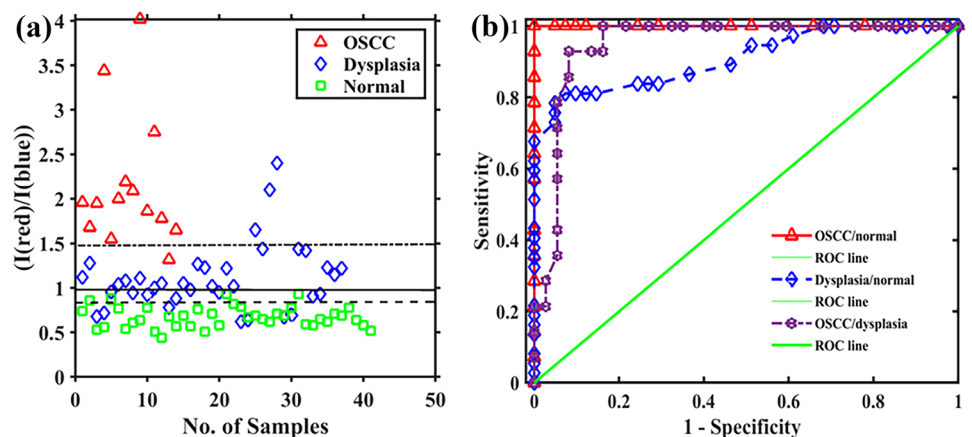 (a)
(I(red)/I(blue))
4
3.5
3
2.5
2
1.5
1
0.5
0
0 10 20 30 40 50
No. of Samples
OSCC
Dysplasia
Normal
(b)
Sensitivity
1
0.8
0.6
0.4
0.2
0
0 0.2 0.4 0.6 0.8 1
1 - Specificity
OSCC/normal
ROC line
Dysplasia/normal
ROC line
OSCC/dysplasia
ROC line